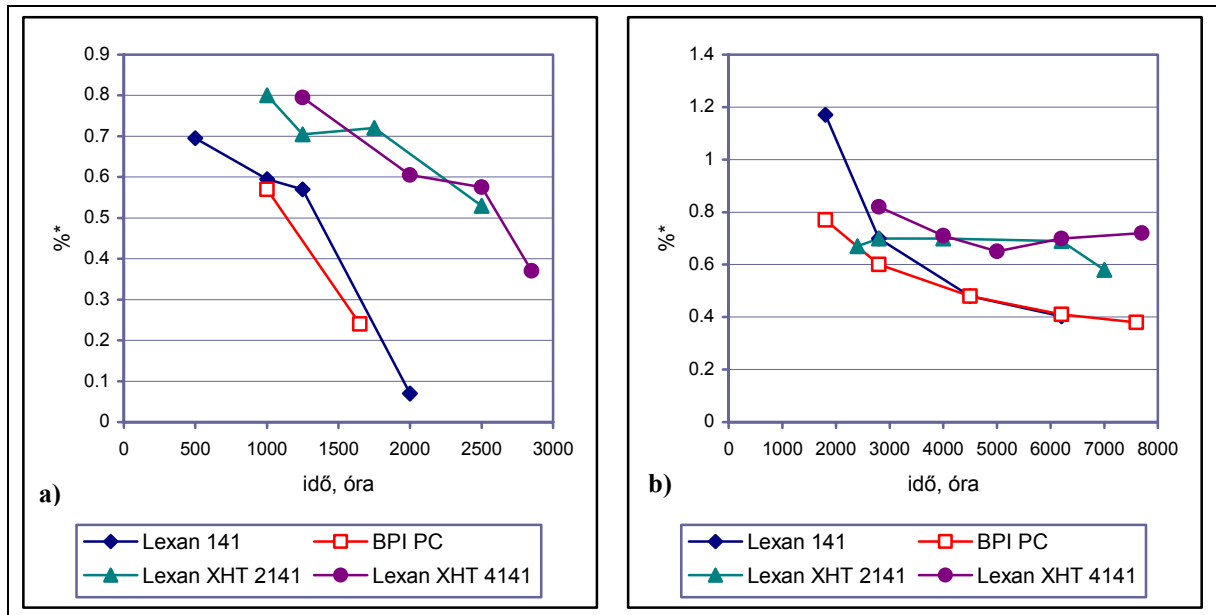 0.9
0.8
0.7
0.6
0.5
0.4
0.3
0.2
0.1
0
%*
0 500 1000 1500 2000 2500 3000
idő, óra
a)
Lexan 141 BPI PC
Lexan XHT 2141 Lexan XHT 4141
1.4
1.2
1
0.8
0.6
0.4
0.2
0
%*
0 1000 2000 3000 4000 5000 6000 7000 8000
idő, óra
b)
Lexan 141 BPI PC
Lexan XHT 2141 Lexan XHT 4141